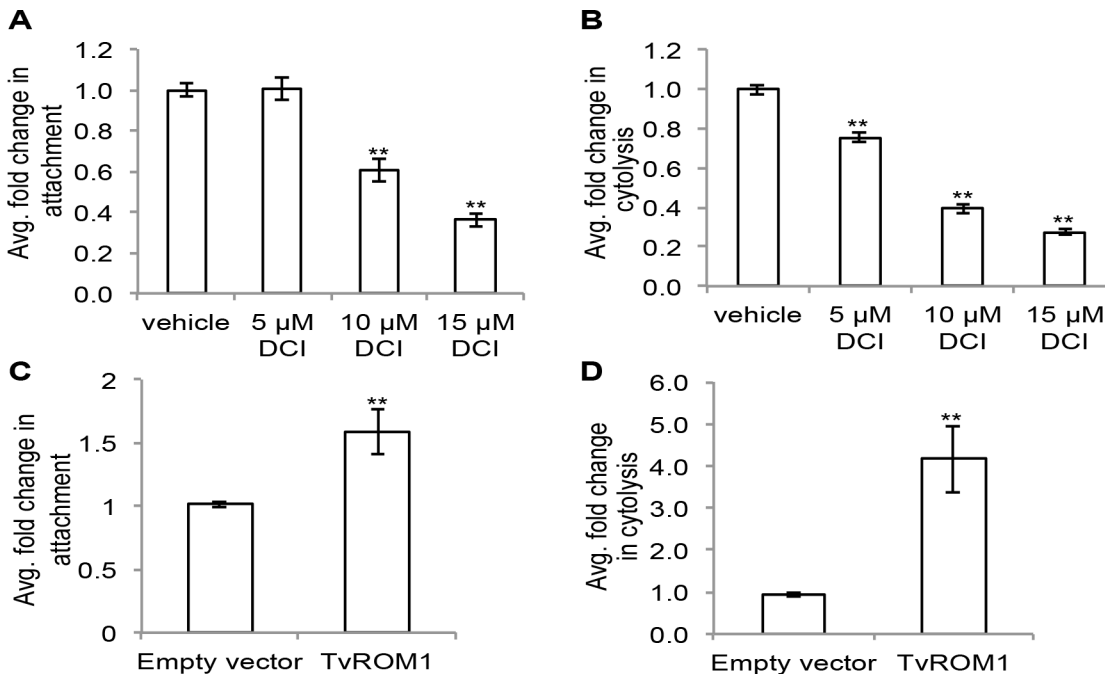 A
Avg. fold change in
attachment
1.2
1.0
0.8
0.6
0.4
0.2
0.0
**
**
vehicle
5 µM
DCI
10 µM
DCI
15 µM
DCI
B
Avg. fold change in
cytolysis
1.2
1.0
0.8
0.6
0.4
0.2
0.0
**
**
**
vehicle
5 µM
DCI
10 µM
DCI
15 µM
DCI
C
Avg. fold change in
attachment
2
1.5
1
0.5
0
**
Empty vector
TvROM1
D
Avg. fold change
in cytolysis
6.0
5.0
4.0
3.0
2.0
1.0
0.0
**
Empty vector
TvROM1